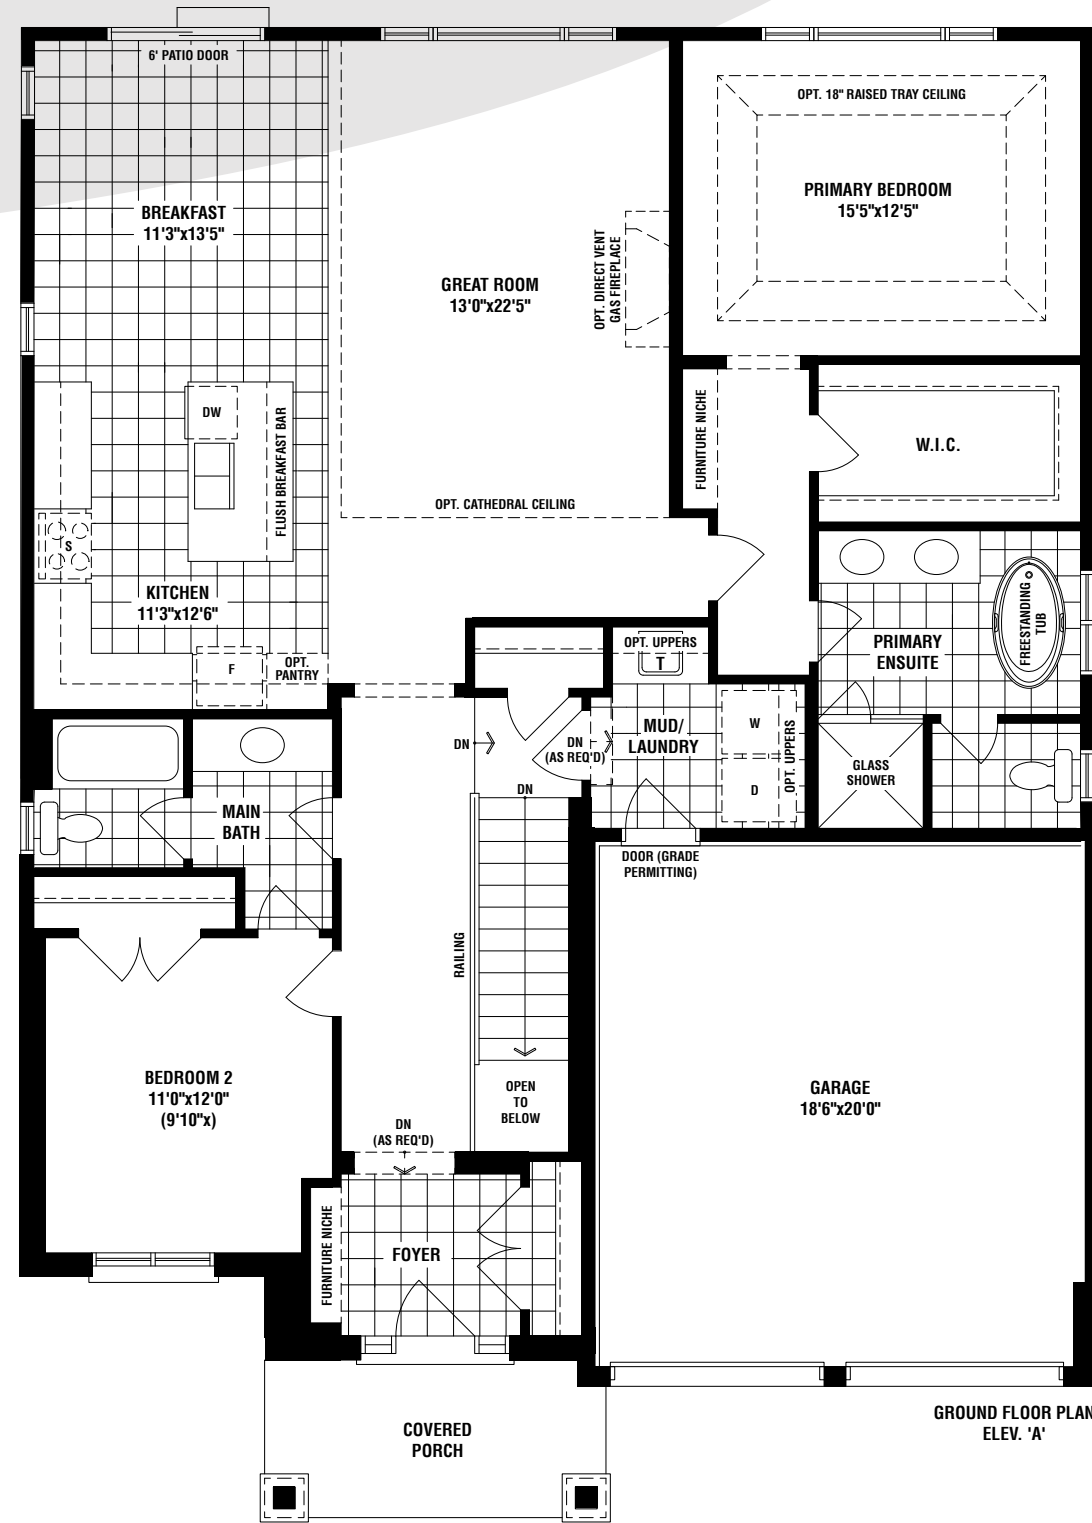 6' PATIO DOOR
OPT. 18" RAISED TRAY CEILING
PRIMARY BEDROOM
15'5"x12'5"
BREAKFAST
11'3"x13'5"
GREAT ROOM
13'0"x22'5"
OPT. DIRECT VENT
GAS FIREPLACE
FURNITURE NICHE
W.I.C.
DW
FLUSH BREAKFAST BAR
OPT. CATHEDRAL CEILING
S
KITCHEN
11'3"x12'6"
F
OPT.
PANTRY
OPT. UPPERS
T
PRIMARY
ENSUITE
FREESTANDING
TUB
MUD/
LAUNDRY
W
D
OPT. UPPERS
DN
DN
(AS REQ'D)
DN
GLASS
SHOWER
MAIN
BATH
DOOR (GRADE
PERMITTING)
RAILING
BEDROOM 2
11'0"x12'0"
(9'10"x)
OPEN
TO
BELOW
GARAGE
18'6"x20'0"
DN
(AS REQ'D)
FURNITURE NICHE
FOYER
COVERED
PORCH
GROUND FLOOR PLAN
ELEV. 'A'